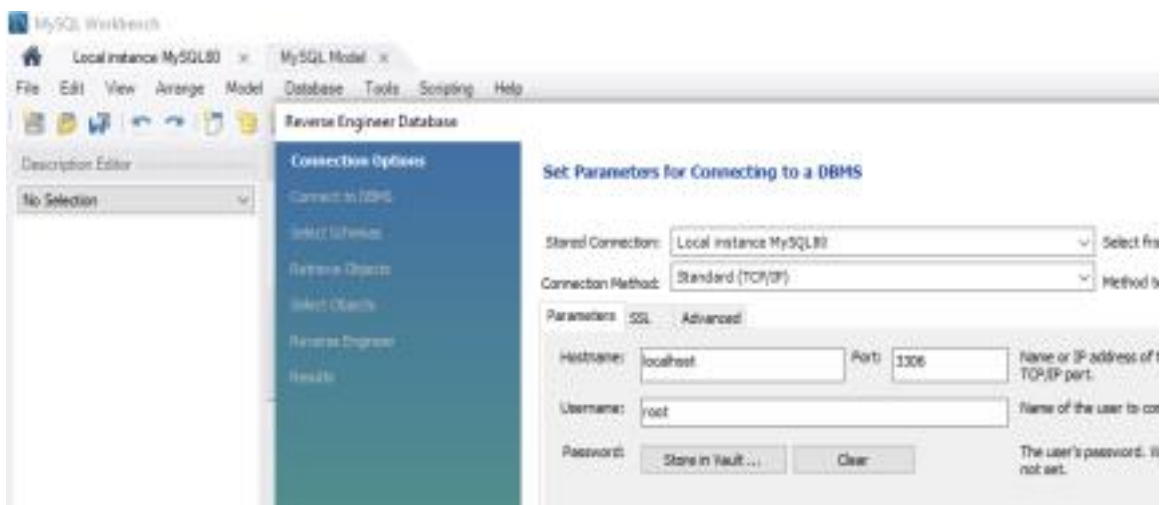 MySQL Workbench
Local instance MySQL80 × MySQL Model ×
File Edit View Arrange Model Database Tools Scripting Help
Reverse Engineer Database
Description Editor
No Selection
Connection Options
Connect to DBMS
Select Schemas
Retrieve Objects
Select Objects
Reverse Engineer
Results
Set Parameters for Connecting to a DBMS
Stored Connection: Local instance MySQL80 Select fro
Connection Method: Standard (TCP/IP) Method to
Parameters SSL Advanced
Hostname: localhost Port: 3306 Name or IP address of t
TCP/IP port.
Username: root Name of the user to con
Password: Store in Vault ... Clear The user's password. Wi
not set.